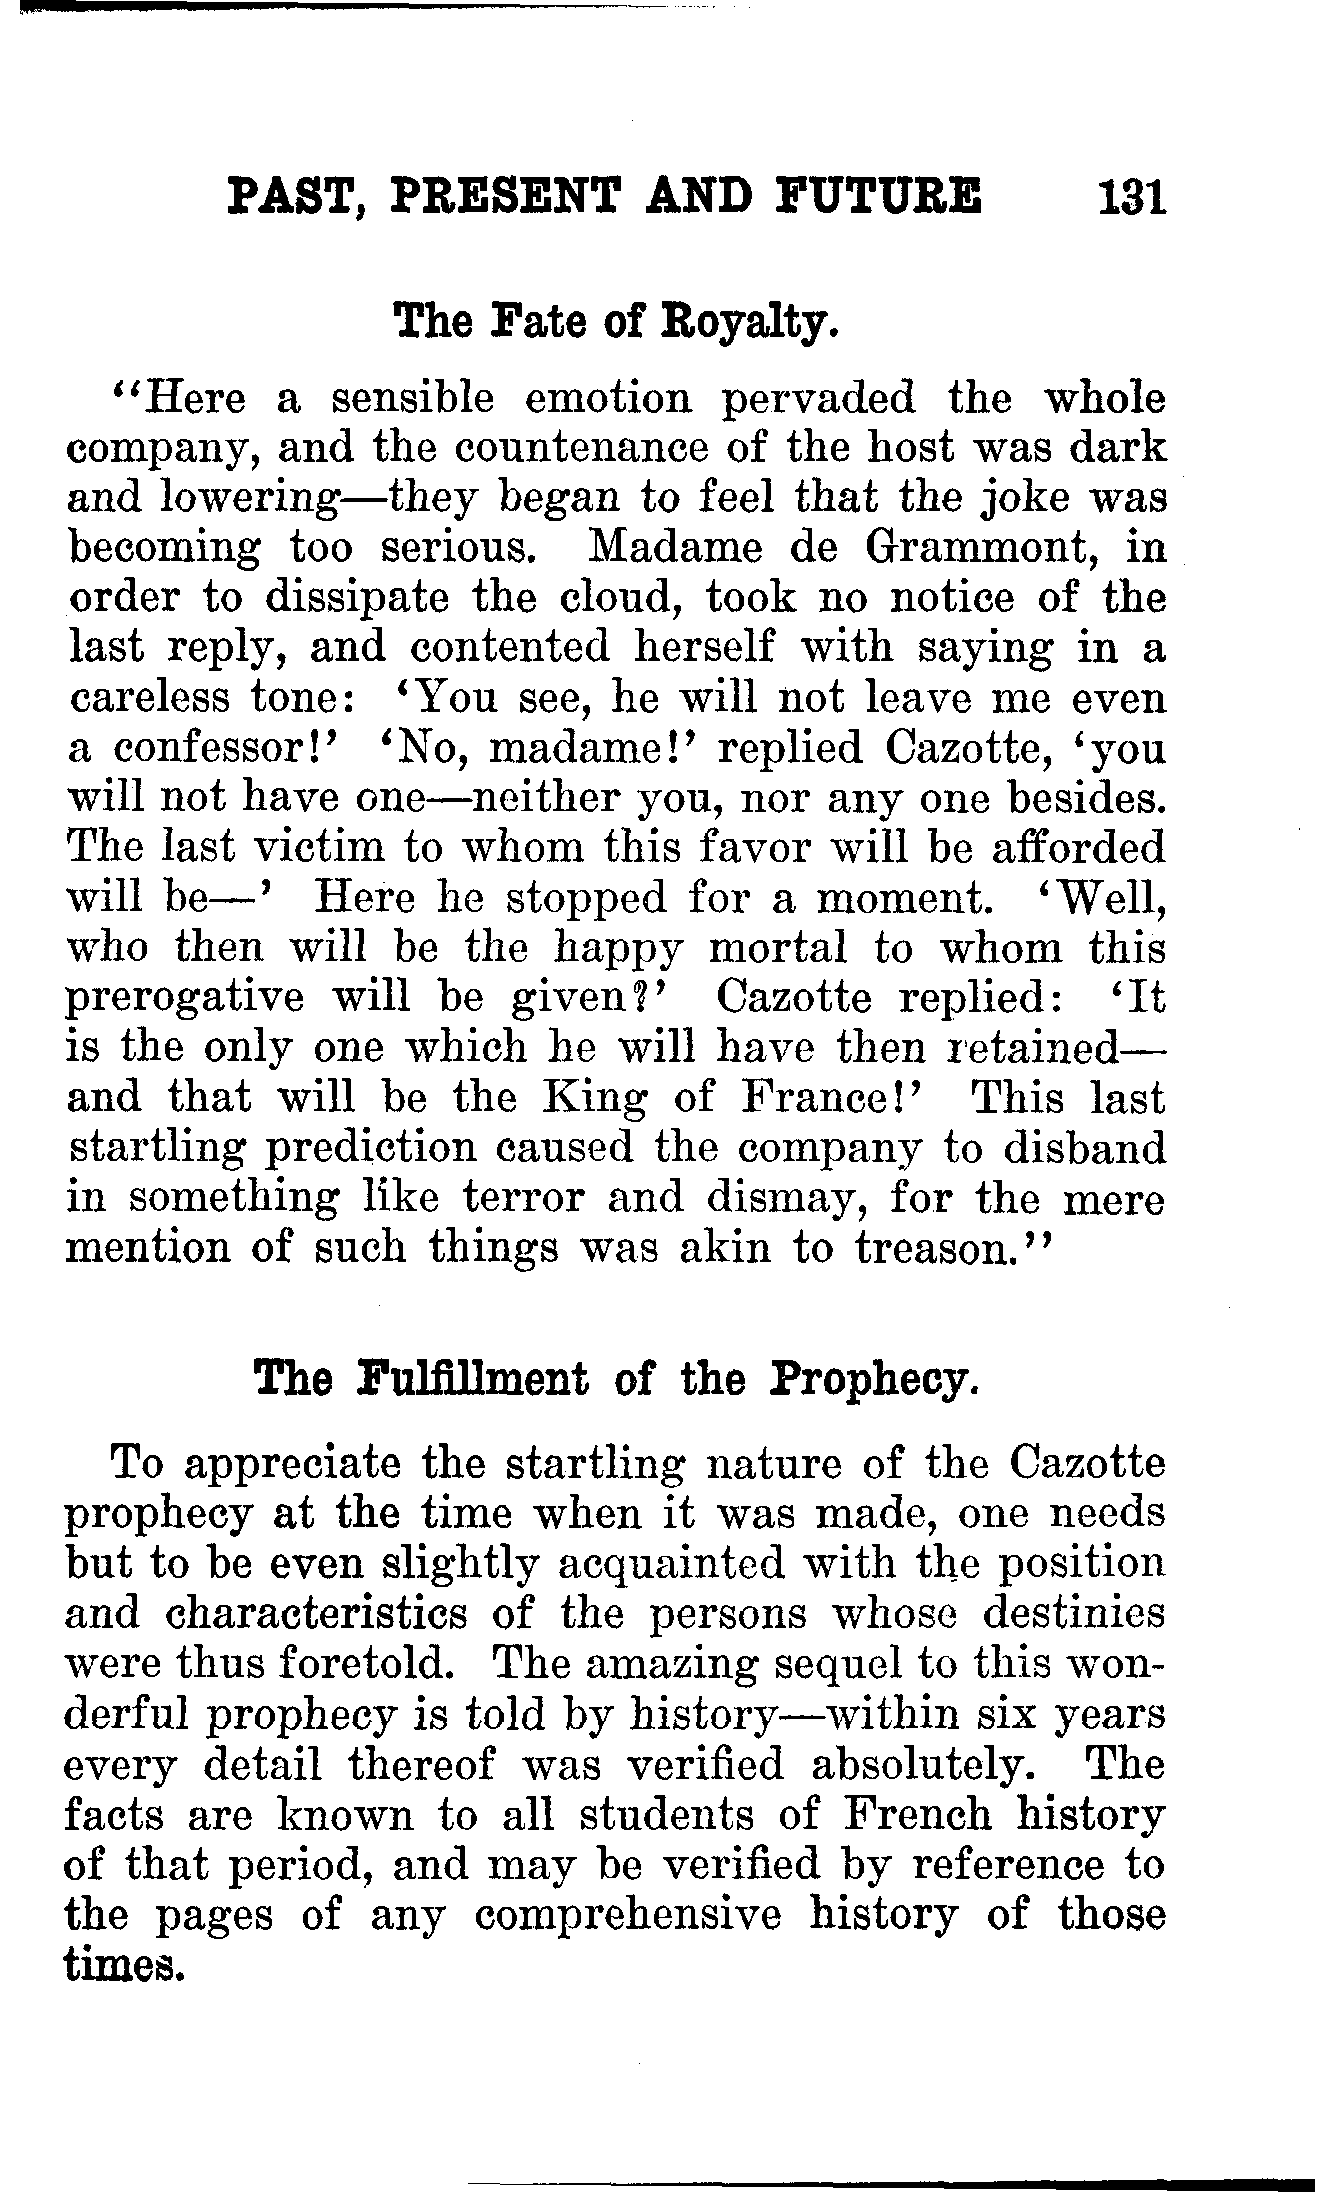 PAST, PRESENT AND FUTURE 131
The Fate of Royalty.
“Here a sensible emotion pervaded the whole
company, and the countenance of the host was dark
and lowering—they began to feel that the joke was
becoming too serious. Madame de Grammont, in
order to dissipate the cloud, took no notice of the
last reply, and contented herself with saying in a
careless tone: ‘You see, he will not leave me even
a confessor!’ ‘No, madame!’ replied Cazotte, ‘you
will not have one—neither you, nor any one besides.
The last victim to whom this favor will be afforded
will be—’ Here he stopped for a moment. ‘Well,
who then will be the happy mortal to whom this
prerogative will be given?’ Cazotte replied: ‘It
is the only one which he will have then retained—
and that will be the King of France!’ This last
startling prediction caused the company to disband
in something like terror and dismay, for the mere
mention of such things was akin to treason.”
The Fulfillment of the Prophecy.
To appreciate the startling nature of the Cazotte
prophecy at the time when it was made, one needs
but to be even slightly acquainted with the position
and characteristics of the persons whose destinies
were thus foretold. The amazing sequel to this won-
derful prophecy is told by history—within six years
every detail thereof was verified absolutely. The
facts are known to all students of French history
of that period, and may be verified by reference to
the pages of any comprehensive history of those
times.